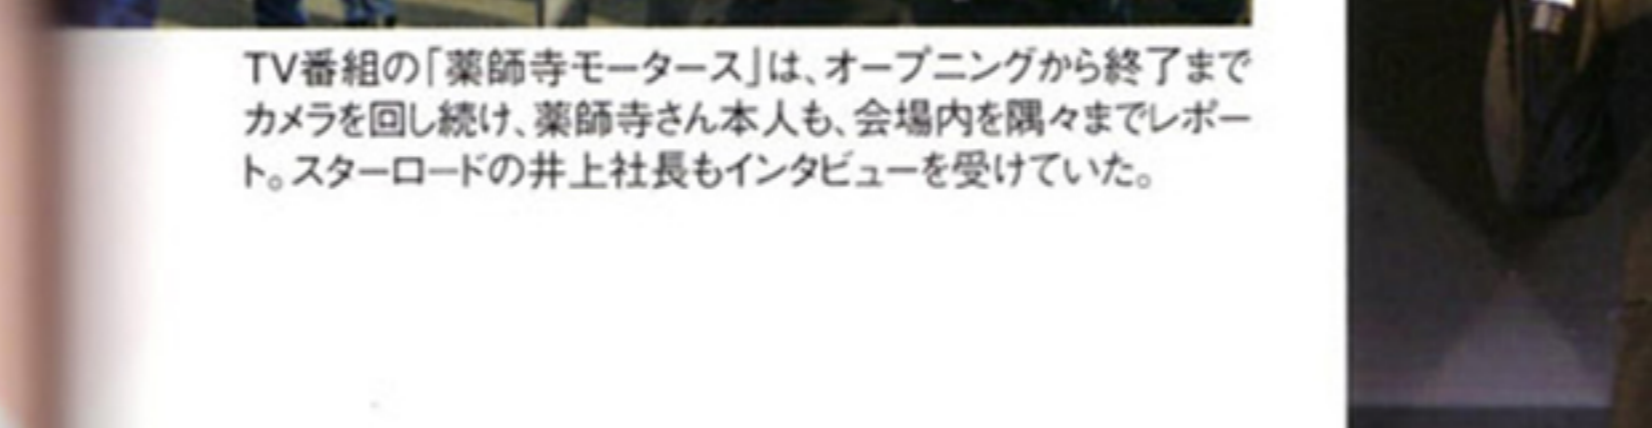 TV番組の「薬師寺モータース」は、オープニングから終了まで
カメラを回し続け、薬師寺さん本人も、会場内を隅々までレポー
ト。スターロードの井上社長もインタビューを受けていた。